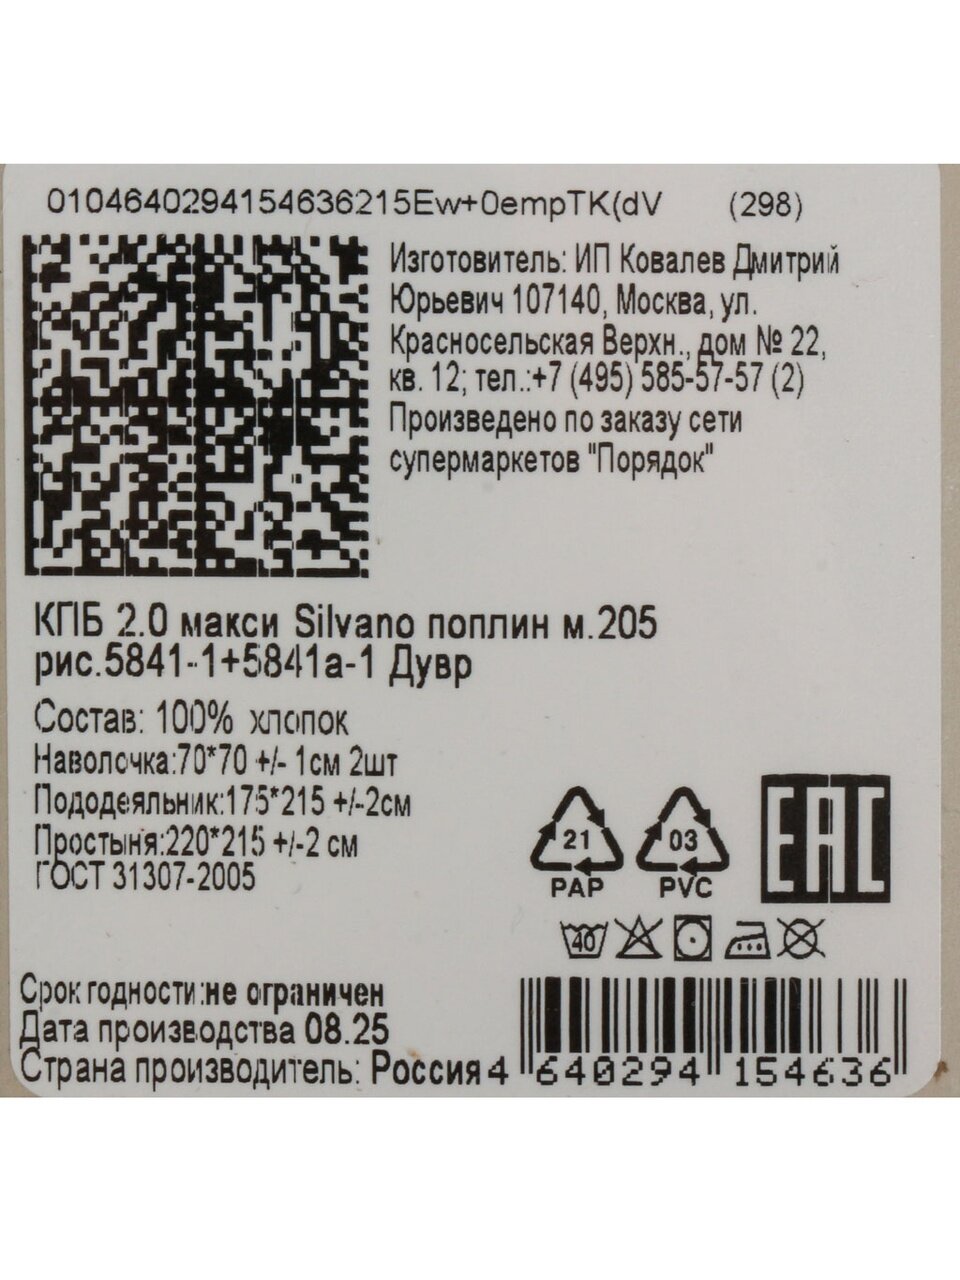 0104640294154636215Ew+0empTK(dV (298)
Изготовитель: ИП Ковалев Дмитрий
Юрьевич 107140, Москва, ул.
Красносельская Верхн., дом № 22,
кв. 12; тел.:+7 (495) 585-57-57 (2)
Произведено по заказу сети
супермаркетов "Порядок"
КПБ 2.0 макси Silvano поплин м.205
рис.5841-1+5841а-1 Дувр
Состав: 100% хлопок
Наволочка:70*70 +/- 1см 2шт
Пододеяльник:175*215 +/-2см
Простыня:220*215 +/-2 см
ГОСТ 31307-2005
21 03 EAC
PAP PVC
40
Срок годности:не ограничен
Дата производства 08.25
Страна производитель: Россия
4 640294 154636